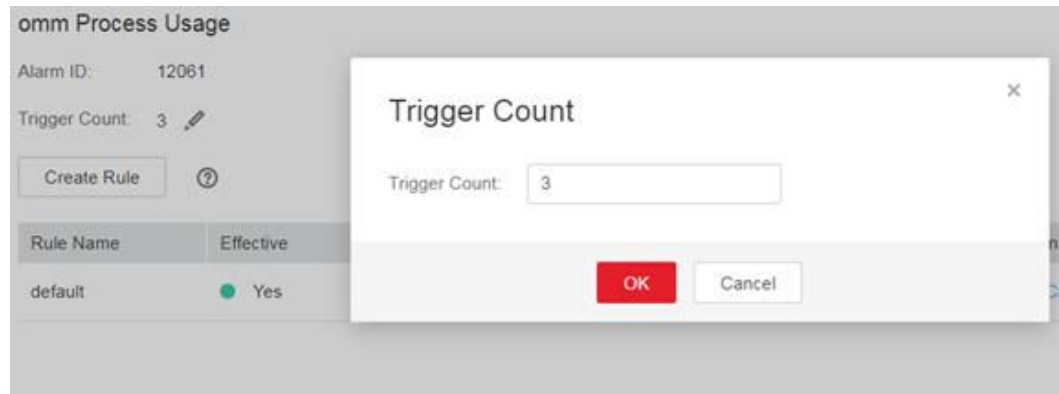 omm Process Usage
Alarm ID: 12061
Trigger Count: 3
Create Rule
Rule Name Effective
default Yes
Trigger Count
Trigger Count: 3
OK Cancel